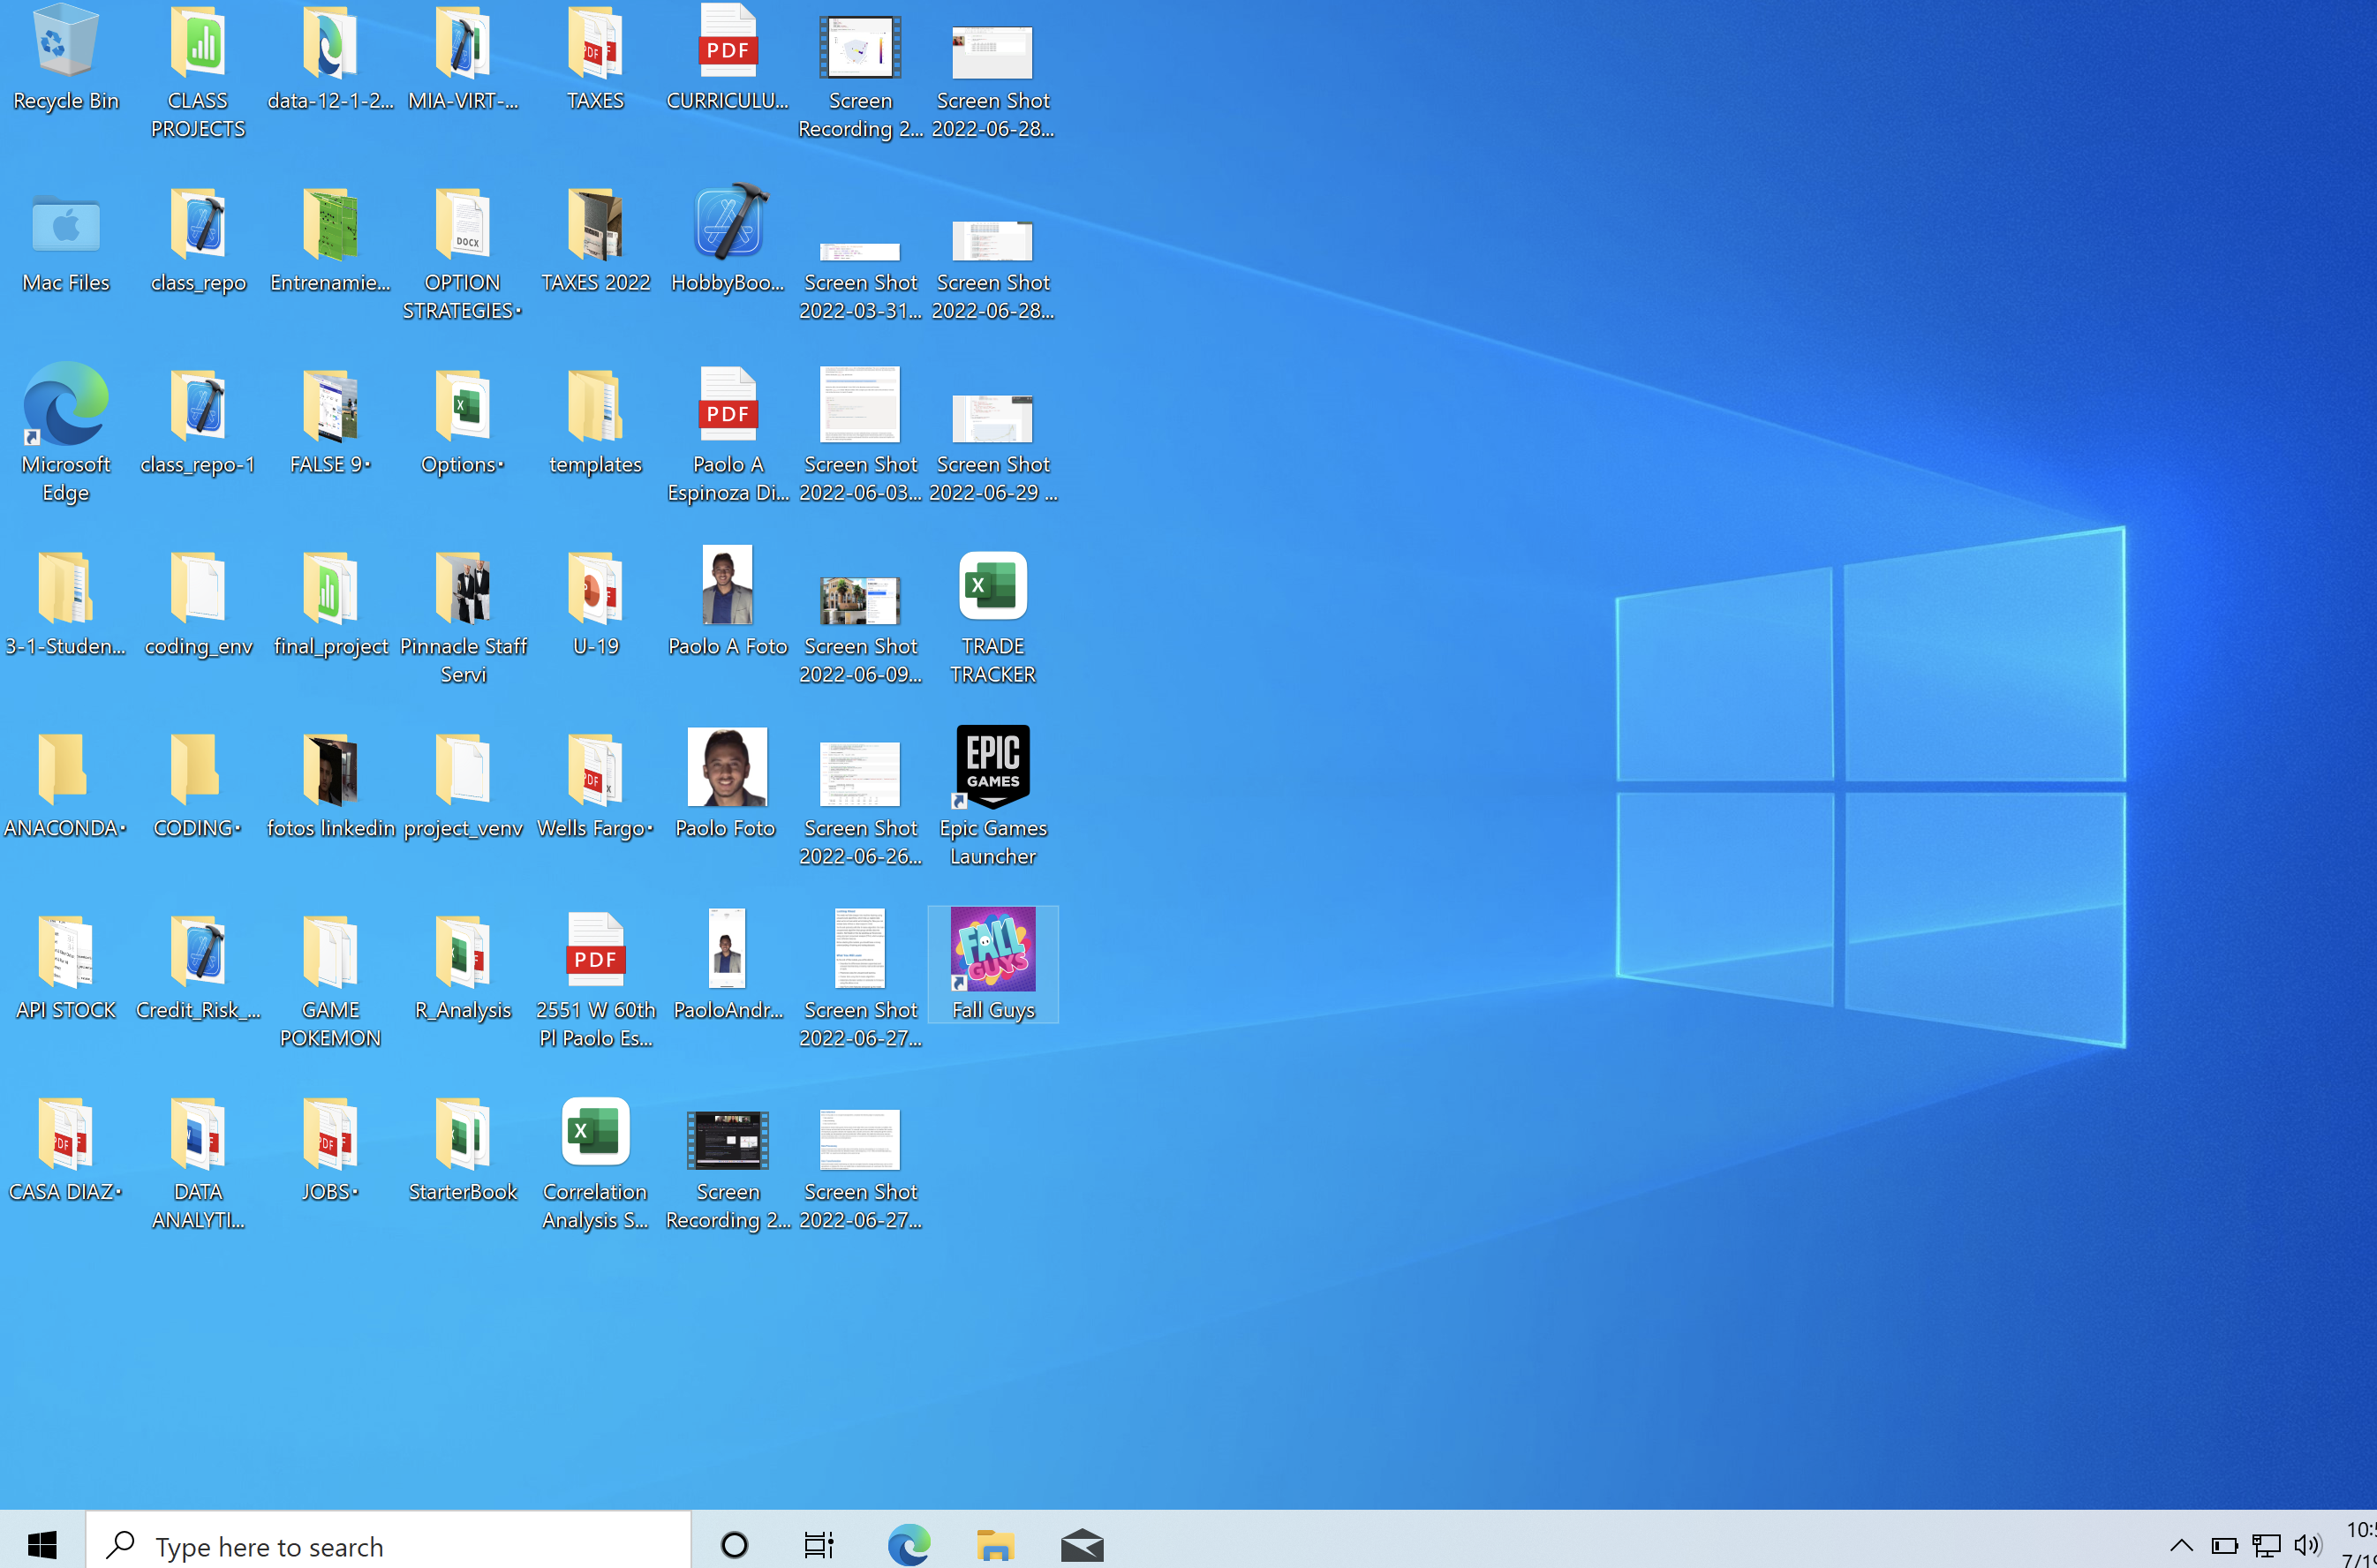 Recycle Bin
CLASS
PROJECTS
data-12-1-2...
MIA-VIRT-...
TAXES
PDF
CURRICULU...
Screen
Recording 2...
Screen Shot
2022-06-28...
Mac Files
class_repo
Entrenamie...
DOCX
OPTION
STRATEGIES•
TAXES 2022
HobbyBoo...
Screen Shot
2022-03-31...
Screen Shot
2022-06-28...
Microsoft
Edge
class_repo-1
FALSE 9•
Options•
templates
PDF
Paolo A
Espinoza Di...
Screen Shot
2022-06-03...
Screen Shot
2022-06-29 ...
3-1-Studen...
coding_env
final_project
Pinnacle Staff
Servi
U-19
Paolo A Foto
Screen Shot
2022-06-09...
TRADE
TRACKER
ANACONDA•
CODING•
fotos linkedin
project_venv
PDF
Wells Fargo•
Paolo Foto
Screen Shot
2022-06-26...
EPIC
GAMES
Epic Games
Launcher
API STOCK
Credit_Risk_...
GAME
POKEMON
R_Analysis
PDF
2551 W 60th
Pl Paolo Es...
PaoloAndr...
Screen Shot
2022-06-27...
FALL
GUYS
Fall Guys
PDF
CASA DIAZ•
DATA
ANALYTI...
PDF
JOBS•
StarterBook
Correlation
Analysis S...
Screen
Recording 2...
Screen Shot
2022-06-27...
Type here to search